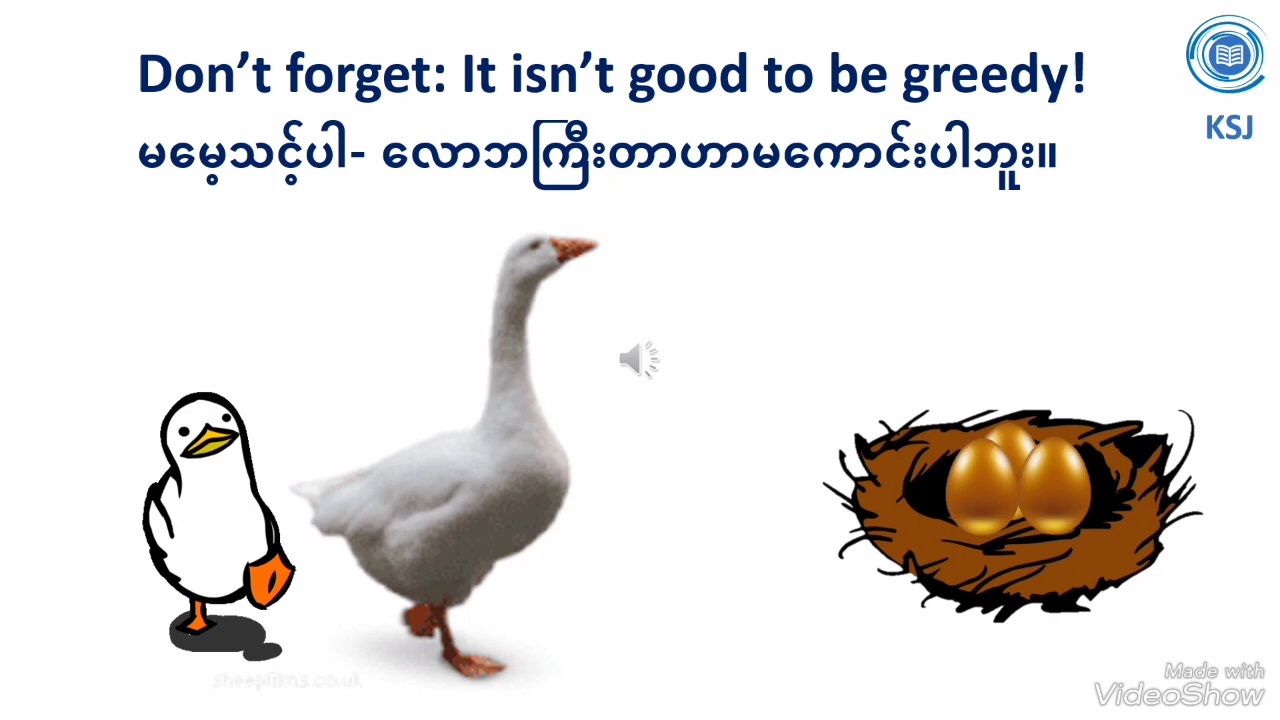 Don’t forget: It isn’t good to be greedy!
မမေ့သင့်ပါ- လောဘကြီးတာဟာမကောင်းပါဘူး။
KSJ
sheepfilms.co.uk
Made with
VideoShow